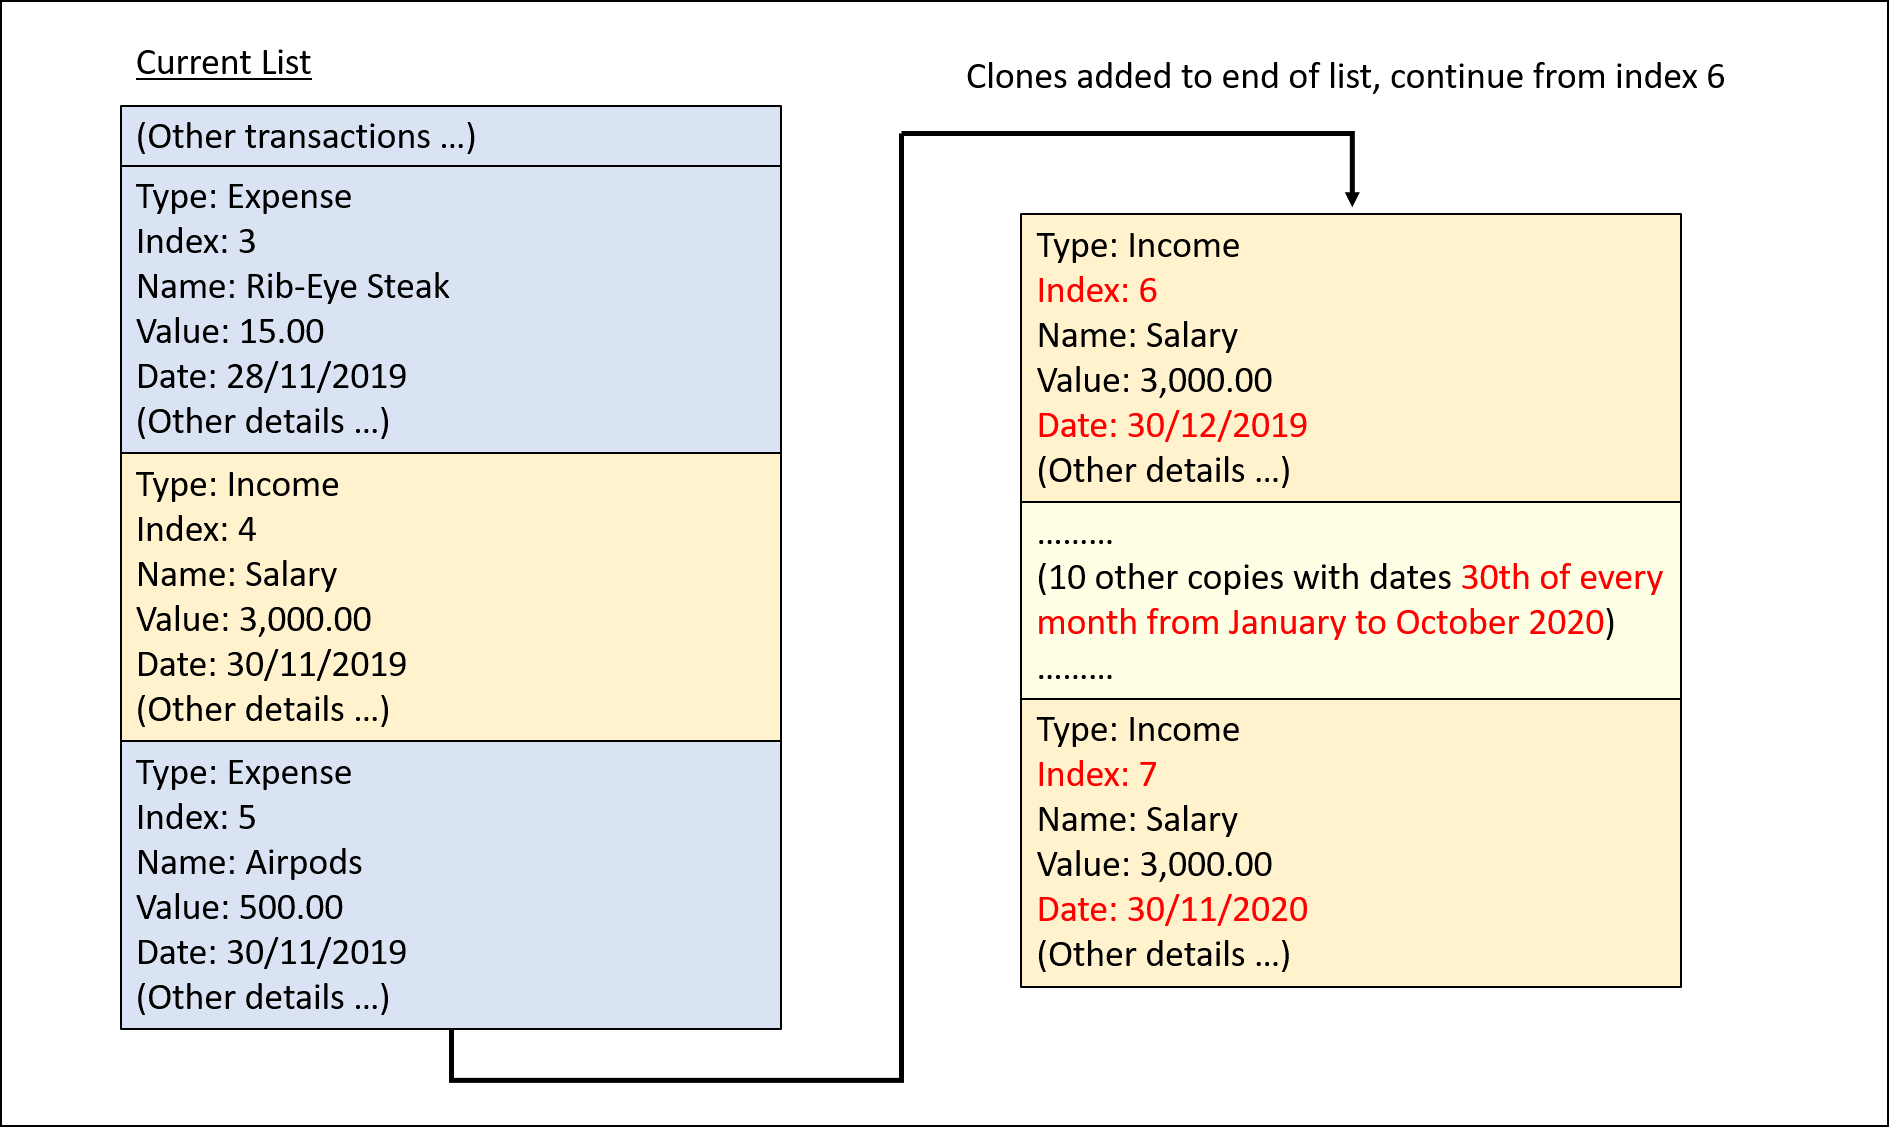 Current List
(Other transactions ...)
Type: Expense
Index: 3
Name: Rib-Eye Steak
Value: 15.00
Date: 28/11/2019
(Other details ...)
Type: Income
Index: 4
Name: Salary
Value: 3,000.00
Date: 30/11/2019
(Other details ...)
Type: Expense
Index: 5
Name: Airpods
Value: 500.00
Date: 30/11/2019
(Other details ...)
Clones added to end of list, continue from index 6
Type: Income
Index: 6
Name: Salary
Value: 3,000.00
Date: 30/12/2019
(Other details ...)
.........
(10 other copies with dates 30th of every
month from January to October 2020)
.........
Type: Income
Index: 7
Name: Salary
Value: 3,000.00
Date: 30/11/2020
(Other details ...)